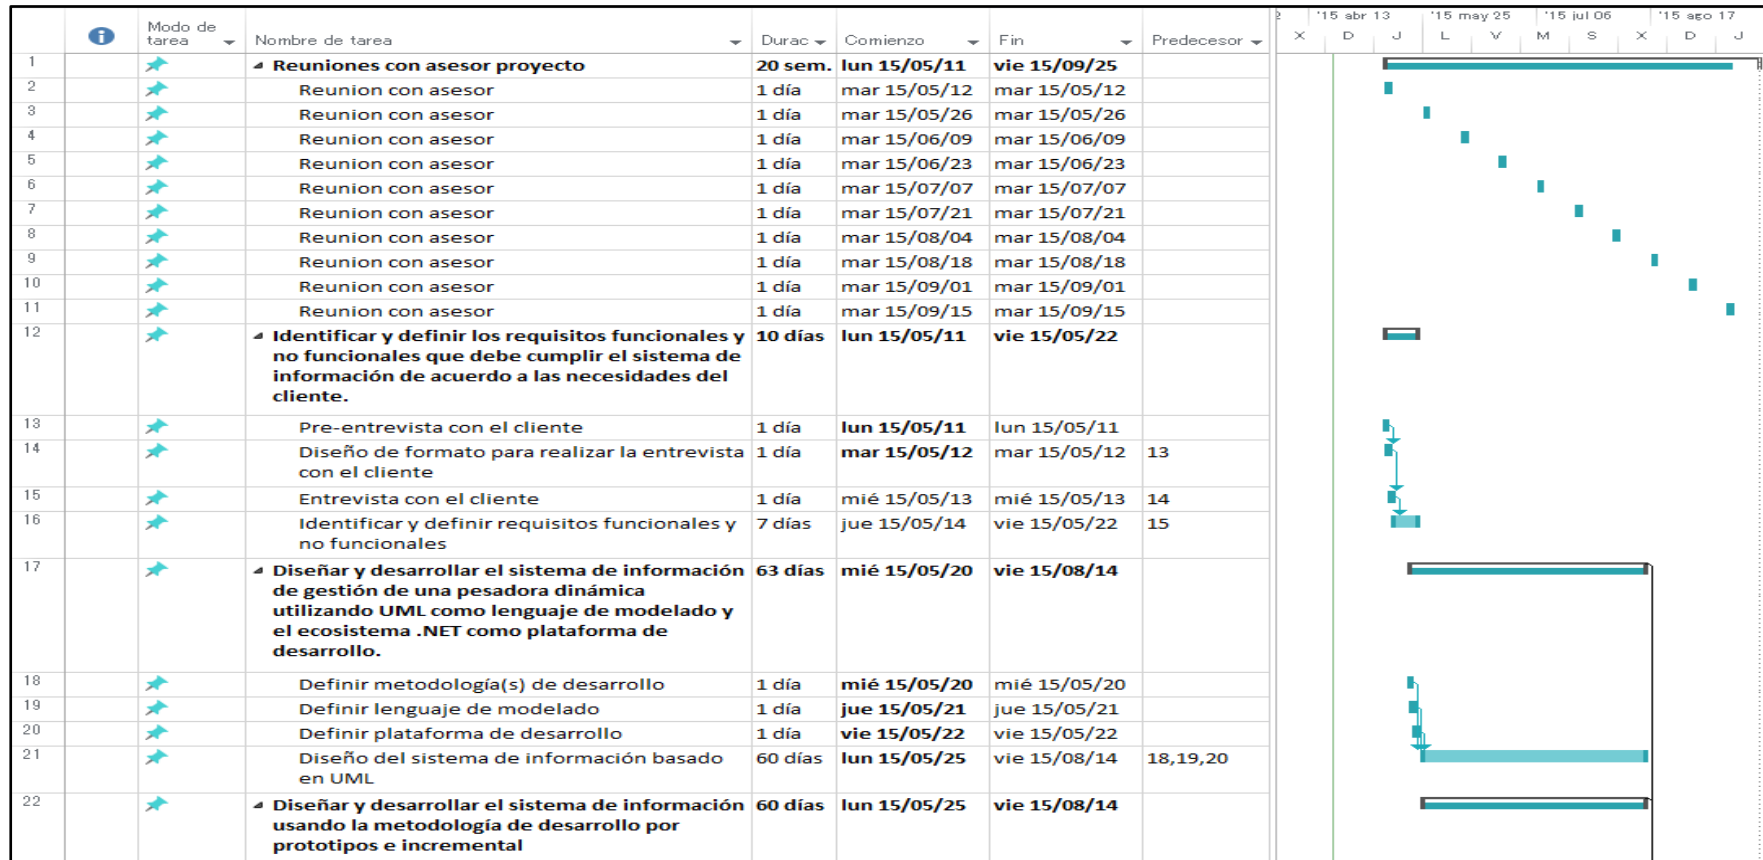 2 '15 abr 13 '15 may 25 '15 jul 06 '15 ago 17
Modo de tarea Nombre de tarea Durac Comienzo Fin Predecesor X D J L V M S X D J
1 Reuniones con asesor proyecto 20 sem. lun 15/05/11 vie 15/09/25
2 Reunion con asesor 1 día mar 15/05/12 mar 15/05/12
3 Reunion con asesor 1 día mar 15/05/26 mar 15/05/26
4 Reunion con asesor 1 día mar 15/06/09 mar 15/06/09
5 Reunion con asesor 1 día mar 15/06/23 mar 15/06/23
6 Reunion con asesor 1 día mar 15/07/07 mar 15/07/07
7 Reunion con asesor 1 día mar 15/07/21 mar 15/07/21
8 Reunion con asesor 1 día mar 15/08/04 mar 15/08/04
9 Reunion con asesor 1 día mar 15/08/18 mar 15/08/18
10 Reunion con asesor 1 día mar 15/09/01 mar 15/09/01
11 Reunion con asesor 1 día mar 15/09/15 mar 15/09/15
12 Identificar y definir los requisitos funcionales y 10 días lun 15/05/11 vie 15/05/22
no funcionales que debe cumplir el sistema de
información de acuerdo a las necesidades del
cliente.
13 Pre-entrevista con el cliente 1 día lun 15/05/11 lun 15/05/11
14 Diseño de formato para realizar la entrevista 1 día mar 15/05/12 mar 15/05/12 13
con el cliente
15 Entrevista con el cliente 1 día mié 15/05/13 mié 15/05/13 14
16 Identificar y definir requisitos funcionales y 7 días jue 15/05/14 vie 15/05/22 15
no funcionales
17 Diseñar y desarrollar el sistema de información 63 días mié 15/05/20 vie 15/08/14
de gestión de una pesadora dinámica
utilizando UML como lenguaje de modelado y
el ecosistema .NET como plataforma de
desarrollo.
18 Definir metodología(s) de desarrollo 1 día mié 15/05/20 mié 15/05/20
19 Definir lenguaje de modelado 1 día jue 15/05/21 jue 15/05/21
20 Definir plataforma de desarrollo 1 día vie 15/05/22 vie 15/05/22
21 Diseño del sistema de información basado 60 días lun 15/05/25 vie 15/08/14 18,19,20
en UML
22 Diseñar y desarrollar el sistema de información 60 días lun 15/05/25 vie 15/08/14
usando la metodología de desarrollo por
prototipos e incremental